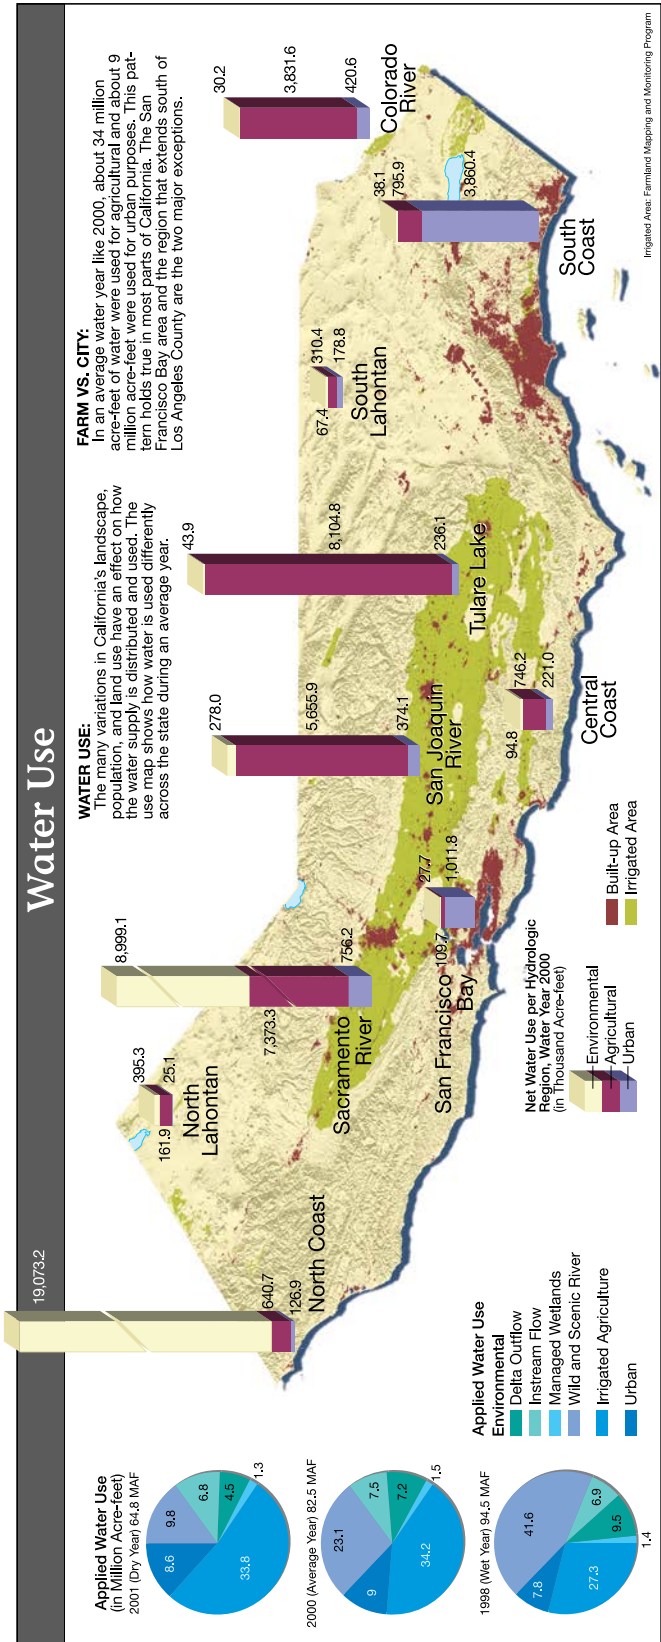 Water Use
WATER USE:
The many variations in California's landscape,
population, and land use have an effect on how
the water supply is distributed and used. The
use map shows how water is used differently
across the state during an average year.
FARM VS. CITY:
In an average water year like 2000, about 34 million
acre-feet of water were used for agricultural and about 9
million acre-feet were used for urban purposes. This pat-
tern holds true in most parts of California. The San
Francisco Bay area and the region that extends south of
Los Angeles County are the two major exceptions.
Applied Water Use
(in Million Acre-feet)
2001 (Dry Year) 64.8 MAF
9.8
6.8
4.5
1.3
33.8
8.6
2000 (Average Year) 82.5 MAF
23.1
7.5
7.2
1.5
34.2
9
1998 (Wet Year) 94.5 MAF
41.6
6.9
9.5
1.4
27.3
7.8
Applied Water Use
Environmental
Delta Outflow
Instream Flow
Managed Wetlands
Wild and Scenic River
Irrigated Agriculture
Urban
19,073.2
640.7
126.9
North Coast
395.3
161.9
25.1
North
Lahontan
8,999.1
7,373.3
756.2
Sacramento
River
27.7
109.7
1,011.8
San Francisco
Bay
278.0
5,655.9
374.1
San Joaquin
River
94.8
746.2
221.0
Central
Coast
43.9
8,104.8
236.1
Tulare Lake
67.4
310.4
178.8
South
Lahontan
38.1
795.9
3,860.4
South
Coast
30.2
3,831.6
420.6
Colorado
River
Net Water Use per Hydrologic
Region, Water Year 2000
(in Thousand Acre-feet)
Environmental
Agricultural
Urban
Built-up Area
Irrigated Area
Irrigated Area: Farmland Mapping and Monitoring Program